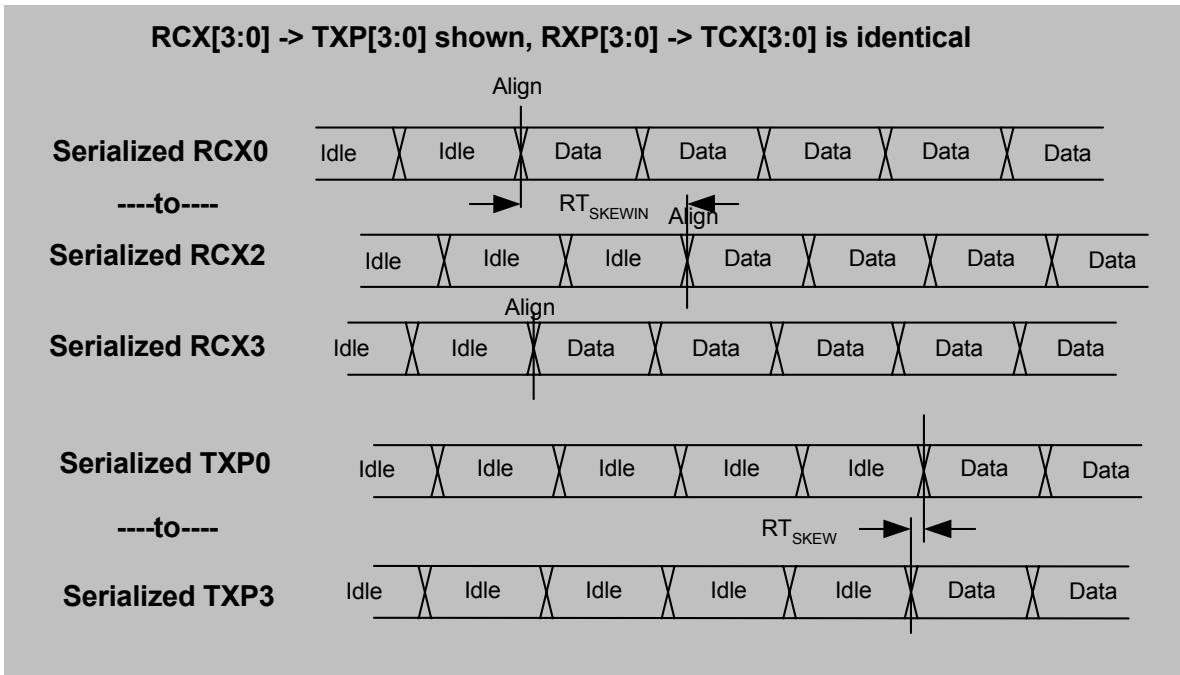 RCX[3:0] -> TXP[3:0] shown, RXP[3:0] -> TCX[3:0] is identical
Align
Serialized RCX0 Idle Idle Data Data Data Data Data
----to---- RTSKEWIN Align
Serialized RCX2 Idle Idle Idle Data Data Data Data
Align
Serialized RCX3 Idle Idle Data Data Data Data Data
Serialized TXP0 Idle Idle Idle Idle Idle Data Data
----to---- RTSKEW
Serialized TXP3 Idle Idle Idle Idle Idle Data Data